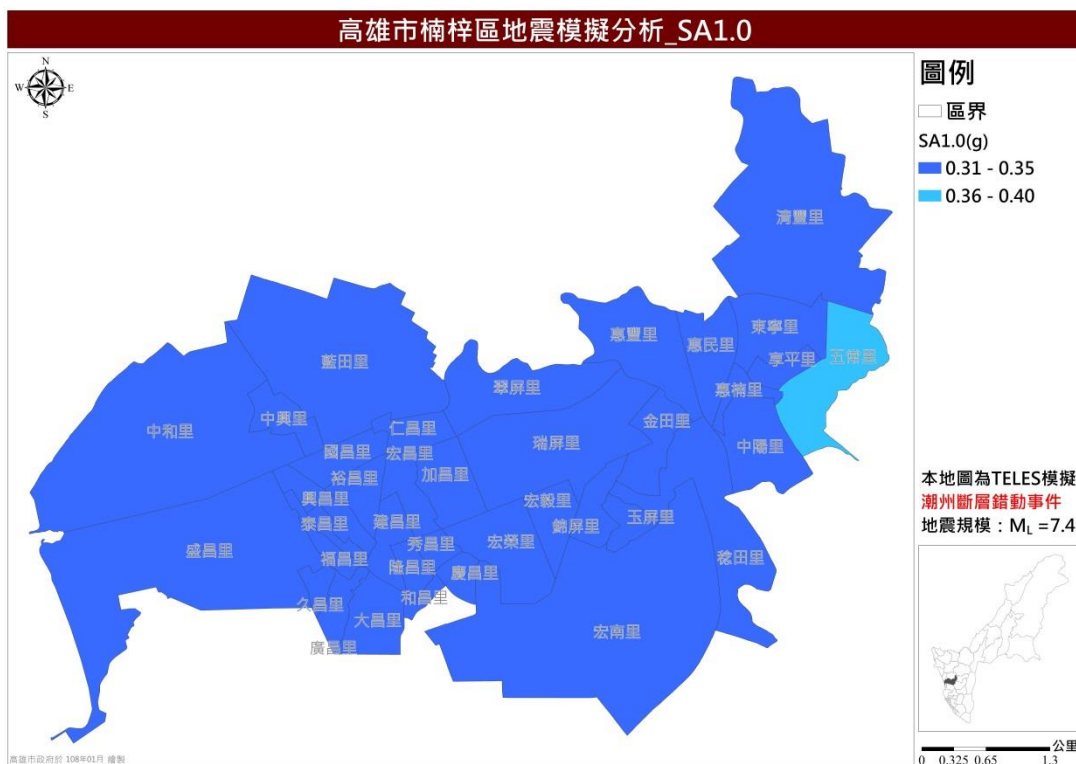 高雄市楠梓區地震模擬分析_SA1.0
N
W
E
S
圖例
區界
SA1.0(g)
0.31 - 0.35
0.36 - 0.40
清豐里
東寧里
惠豐里
惠民里
享平里
五常里
藍田里
翠屏里
惠楠里
中興里
仁昌里
金田里
中和里
瑞屏里
中陽里
國昌里
宏昌里
裕昌里
加昌里
興昌里
宏毅里
泰昌里
建昌里
錦屏里
玉屏里
盛昌里
福昌里
秀昌里
宏榮里
稔田里
隆昌里
慶昌里
久昌里
和昌里
大昌里
宏南里
廣昌里
本地圖為TELES模擬
潮州斷層錯動事件
地震規模：ML =7.4
公里
0 0.325 0.65 1.3
高雄市政府於 108年01月 繪製